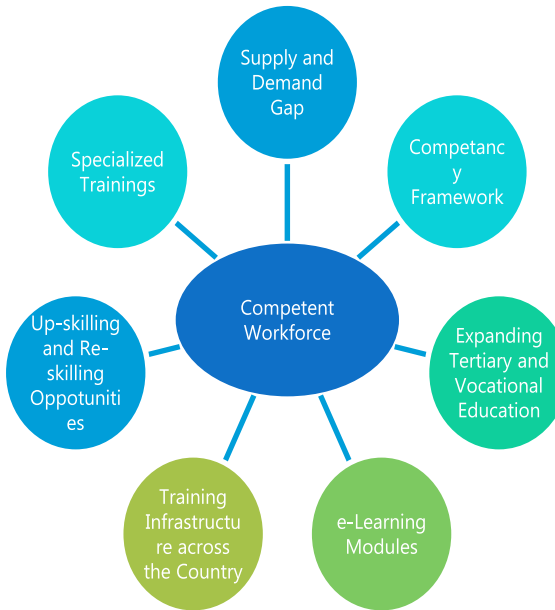 Supply and
Demand
Gap
Specialized
Trainings
Competanc
y
Framework
Competent
Workforce
Up-skilling
and Re-
skilling
Oppotuniti
es
Expanding
Tertiary and
Vocational
Education
Training
Infrastructu
re across
the Country
e-Learning
Modules